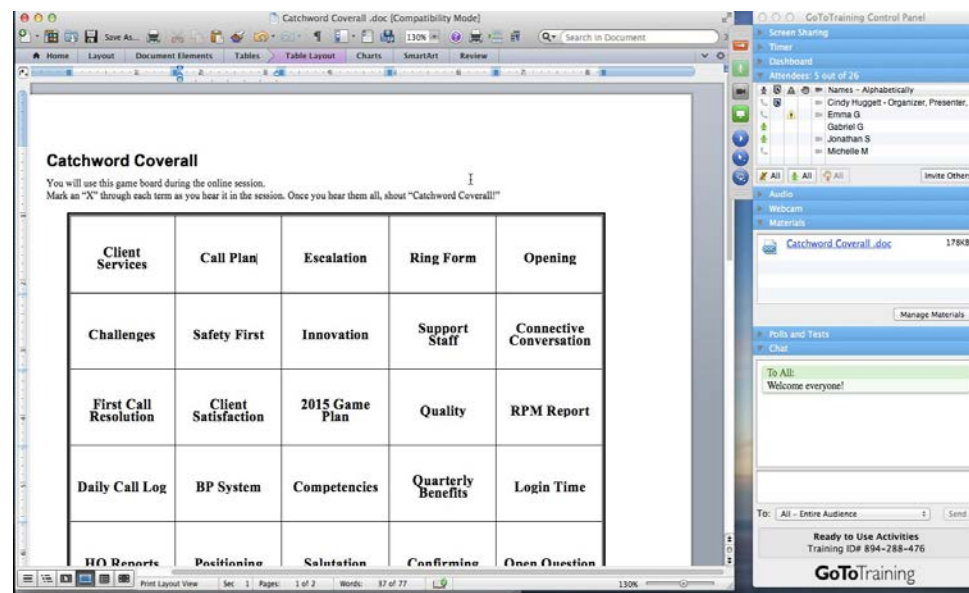 Catchword Coverall .doc [Compatibility Mode]
Save As...
130%
Search in Document
Home Layout Document Elements Tables Table Layout Charts SmartArt Review
Catchword Coverall
You will use this game board during the online session.
Mark an "X" through each term as you hear it in the session. Once you hear them all, shout "Catchword Coverall!"
Client
Services
Call Plan
Escalation
Ring Form
Opening
Challenges
Safety First
Innovation
Support
Staff
Connective
Conversation
First Call
Resolution
Client
Satisfaction
2015 Game
Plan
Quality
RPM Report
Daily Call Log
BP System
Competencies
Quarterly
Benefits
Login Time
HQ Reports
Positioning
Salutation
Confirming
Open Question
Print Layout View Sec 1 Pages: 1 of 2 Words: 37 of 77 130%
GoToTraining Control Panel
Screen Sharing
Timer
Dashboard
Attendees: 5 out of 26
Names - Alphabetically
Cindy Huggett - Organizer, Presenter,
Emma G
Gabriel G
Jonathan S
Michelle M
All All All Invite Others
Audio
Webcam
Materials
Catchword Coverall .doc 178KB
Manage Materials
Polls and Tests
Chat
To All:
Welcome everyone!
To: All - Entire Audience Send
Ready to Use Activities
Training ID# 894-288-476
GoToTraining